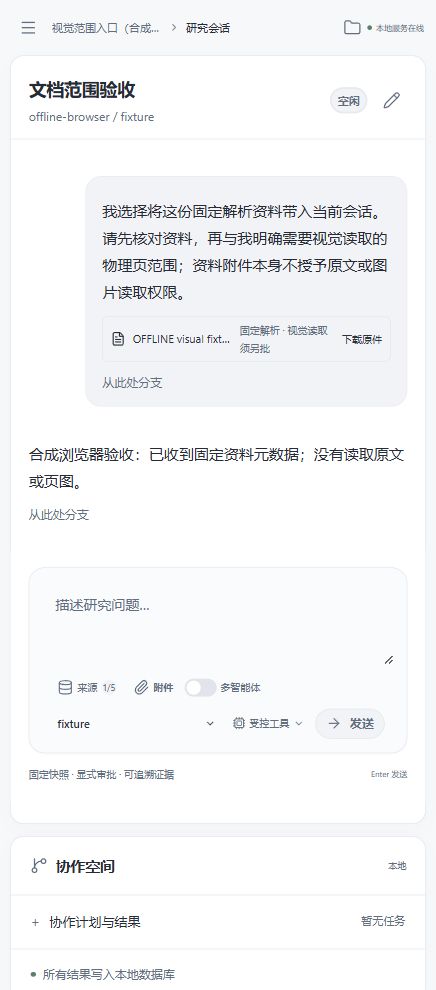 视觉范围入口（合成... > 研究会话
本地服务在线
文档范围验收
空闲
offline-browser / fixture
我选择将这份固定解析资料带入当前会话。
请先核对资料，再与我明确需要视觉读取的
物理页范围；资料附件本身不授予原文或图
片读取权限。
OFFLINE visual fixt...
固定解析 · 视觉读取
须另批
下载原件
从此处分支
合成浏览器验收：已收到固定资料元数据；没有读取原文
或页图。
从此处分支
描述研究问题...
来源 1/5 附件 多智能体
fixture 受控工具 发送
固定快照 · 显式审批 · 可追溯证据 Enter 发送
协作空间 本地
+ 协作计划与结果 暂无任务
所有结果写入本地数据库